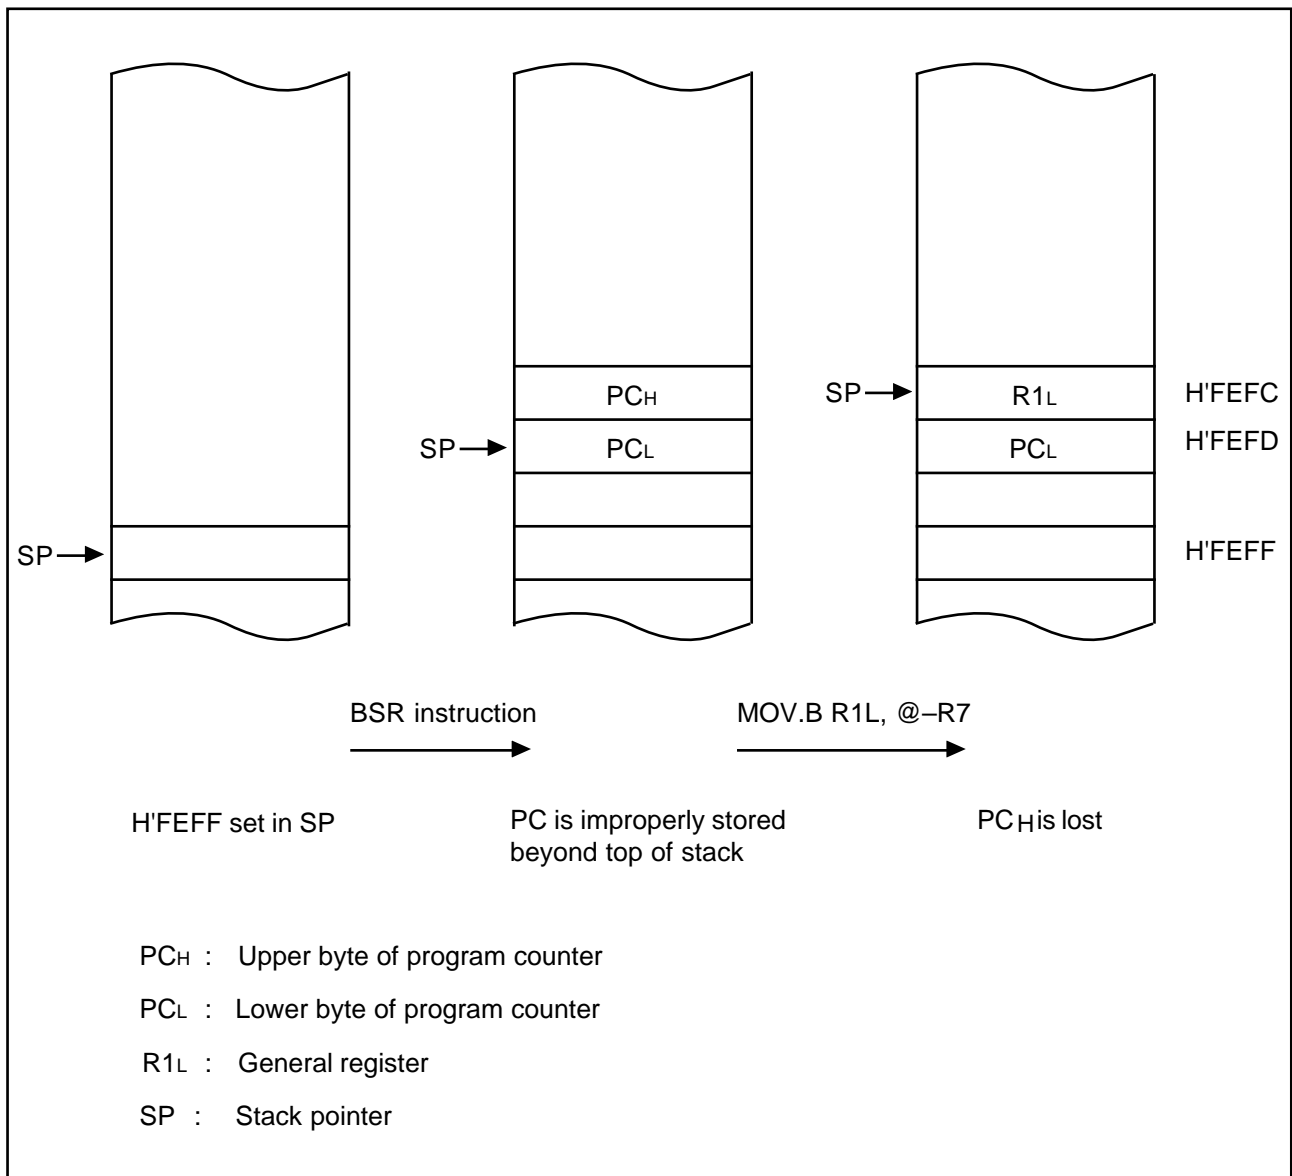 PCH
SP
R1L
H'FEFC
SP
PCL
PCL
H'FEFD
SP
H'FEFF
BSR instruction
MOV.B R1L, @–R7
H'FEFF set in SP
PC is improperly stored
beyond top of stack
PCH is lost
PCH : Upper byte of program counter
PCL : Lower byte of program counter
R1L : General register
SP : Stack pointer